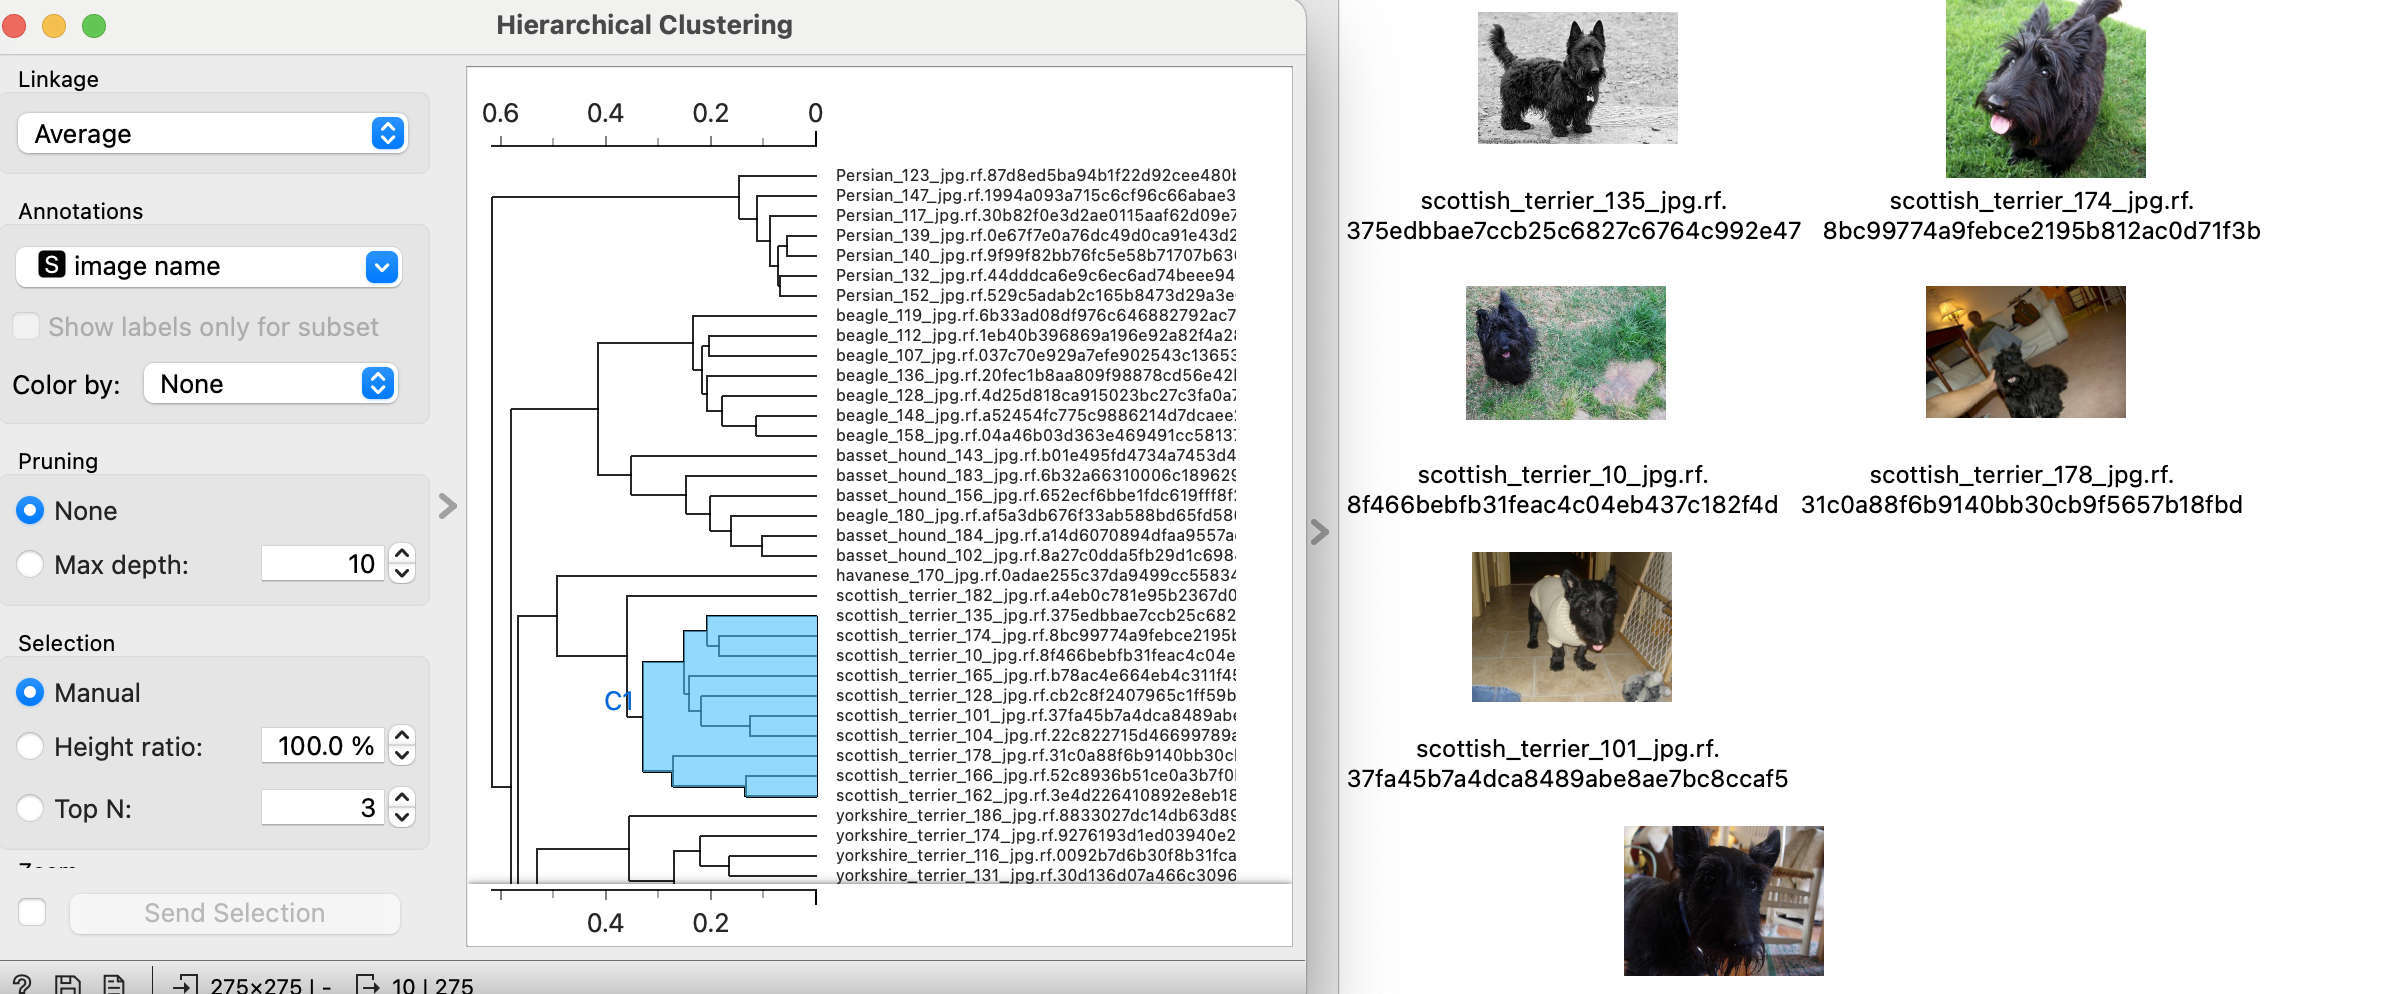 Hierarchical Clustering
Linkage
Average
Annotations
S image name
Show labels only for subset
Color by: None
Pruning
None
Max depth: 10
Selection
Manual
Height ratio: 100.0 %
Top N: 3
Send Selection
275×275 | - 10 | 275
0.6 0.4 0.2 0
Persian_123_jpg.rf.87d8ed5ba94b1f22d92cee480
Persian_147_jpg.rf.1994a093a715c6cf96c66abae3
Persian_117_jpg.rf.30b82f0e3d2ae0115aaf62d09e7
Persian_139_jpg.rf.0e67f7e0a76dc49d0ca91e43d2
Persian_140_jpg.rf.9f99f82bb76fc5e58b71707b63
Persian_132_jpg.rf.44dddca6e9c6ec6ad74beee94
Persian_152_jpg.rf.529c5adab2c165b8473d29a3e
beagle_119_jpg.rf.6b33ad08df976c646882792ac7
beagle_112_jpg.rf.1eb40b396869a196e92a82f4a2
beagle_107_jpg.rf.037c70e929a7efe902543c13653
beagle_136_jpg.rf.20fec1b8aa809f98878cd56e42
beagle_128_jpg.rf.4d25d818ca915023bc27c3fa0a
beagle_148_jpg.rf.a52454fc775c9886214d7dcaee
beagle_158_jpg.rf.04a46b03d363e469491cc5813
basset_hound_143_jpg.rf.b01e495fd4734a7453d4
basset_hound_183_jpg.rf.6b32a66310006c189629
basset_hound_156_jpg.rf.652ecf6bbe1fdc619fff8f
beagle_180_jpg.rf.af5a3db676f33ab588bd65fd58
basset_hound_184_jpg.rf.a14d6070894dfaa9557a
basset_hound_102_jpg.rf.8a27c0dda5fb29d1c698
havanese_170_jpg.rf.0adae255c37da9499cc55834
scottish_terrier_182_jpg.rf.a4eb0c781e95b2367d0
scottish_terrier_135_jpg.rf.375edbbae7ccb25c682
scottish_terrier_174_jpg.rf.8bc99774a9febce2195
scottish_terrier_10_jpg.rf.8f466bebfb31feac4c04e
scottish_terrier_165_jpg.rf.b78ac4e664eb4c311f4
scottish_terrier_128_jpg.rf.cb2c8f2407965c1ff59b
C1
scottish_terrier_101_jpg.rf.37fa45b7a4dca8489abe
scottish_terrier_104_jpg.rf.22c822715d46699789a
scottish_terrier_178_jpg.rf.31c0a88f6b9140bb30c
scottish_terrier_166_jpg.rf.52c8936b51ce0a3b7f0
scottish_terrier_162_jpg.rf.3e4d226410892e8eb18
yorkshire_terrier_186_jpg.rf.8833027dc14db63d89
yorkshire_terrier_174_jpg.rf.9276193d1ed03940e2
yorkshire_terrier_116_jpg.rf.0092b7d6b30f8b31fca
yorkshire_terrier_131_jpg.rf.30d136d07a466c3096
0.4 0.2
scottish_terrier_135_jpg.rf.
375edbbae7ccb25c6827c6764c992e47
scottish_terrier_174_jpg.rf.
8bc99774a9febce2195b812ac0d71f3b
scottish_terrier_10_jpg.rf.
8f466bebfb31feac4c04eb437c182f4d
scottish_terrier_178_jpg.rf.
31c0a88f6b9140bb30cb9f5657b18fbd
scottish_terrier_101_jpg.rf.
37fa45b7a4dca8489abe8ae7bc8ccaf5